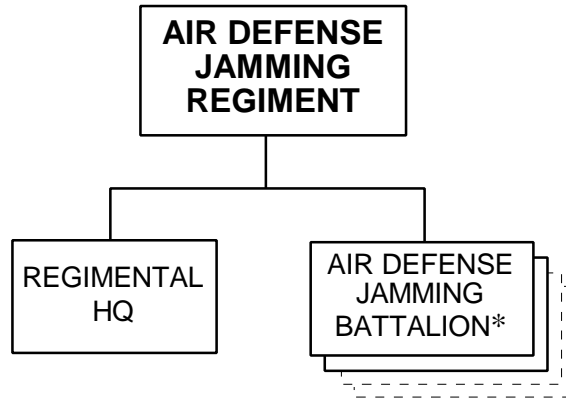 AIR DEFENSE
JAMMING
REGIMENT
REGIMENTAL
HQ
AIR DEFENSE
JAMMING
BATTALION*